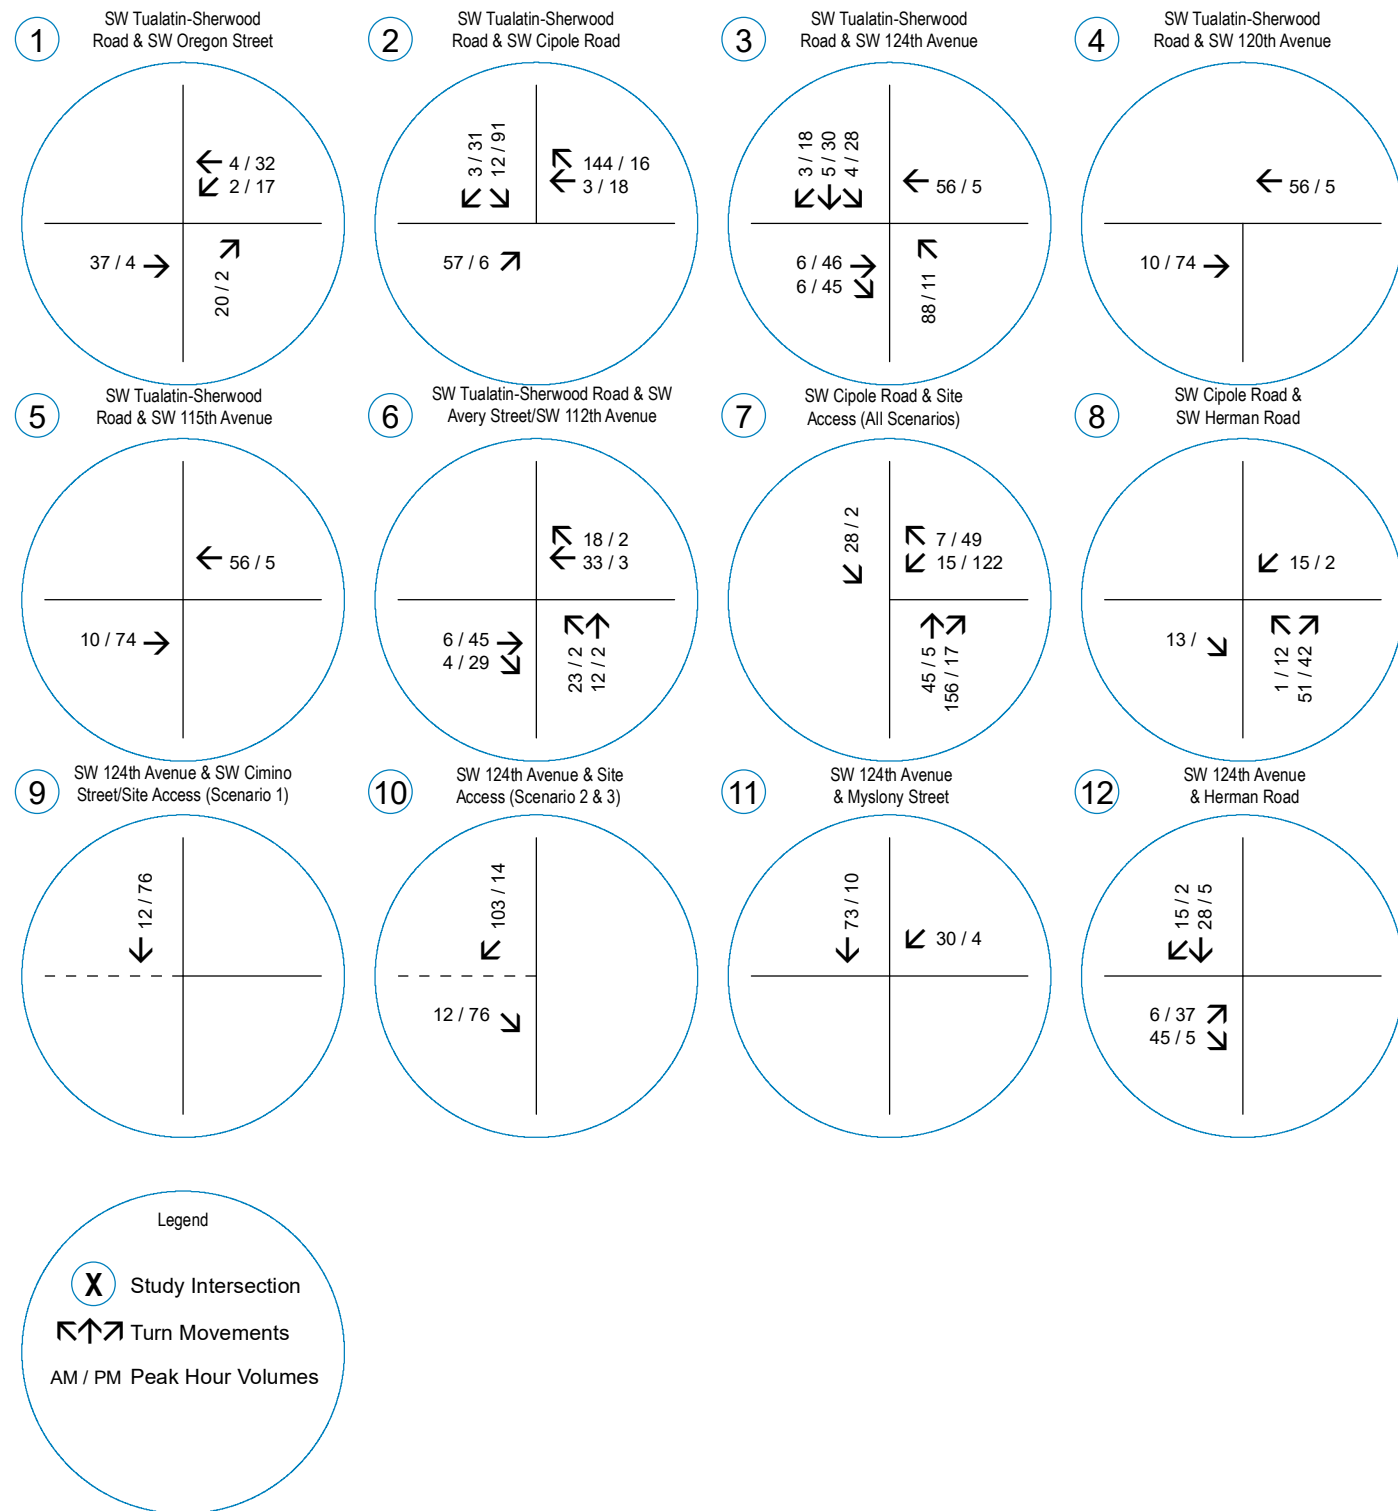 1
SW Tualatin-Sherwood
Road & SW Oregon Street
4 / 32
2 / 17
37 / 4
20 / 2
2
SW Tualatin-Sherwood
Road & SW Cipole Road
3 / 31
12 / 91
144 / 16
3 / 18
57 / 6
3
SW Tualatin-Sherwood
Road & SW 124th Avenue
3 / 18
5 / 30
4 / 28
56 / 5
6 / 46
6 / 45
88 / 11
4
SW Tualatin-Sherwood
Road & SW 120th Avenue
56 / 5
10 / 74
5
SW Tualatin-Sherwood
Road & SW 115th Avenue
56 / 5
10 / 74
6
SW Tualatin-Sherwood Road & SW
Avery Street/SW 112th Avenue
18 / 2
33 / 3
6 / 45
4 / 29
23 / 2
12 / 2
7
SW Cipole Road & Site
Access (All Scenarios)
28 / 2
7 / 49
15 / 122
45 / 5
156 / 17
8
SW Cipole Road &
SW Herman Road
15 / 2
13 /
1 / 12
51 / 42
9
SW 124th Avenue & SW Cimino
Street/Site Access (Scenario 1)
12 / 76
10
SW 124th Avenue & Site
Access (Scenario 2 & 3)
103 / 14
12 / 76
11
SW 124th Avenue
& Myslony Street
73 / 10
30 / 4
12
SW 124th Avenue
& Herman Road
15 / 2
28 / 5
6 / 37
45 / 5
Legend
X Study Intersection
Turn Movements
AM / PM Peak Hour Volumes